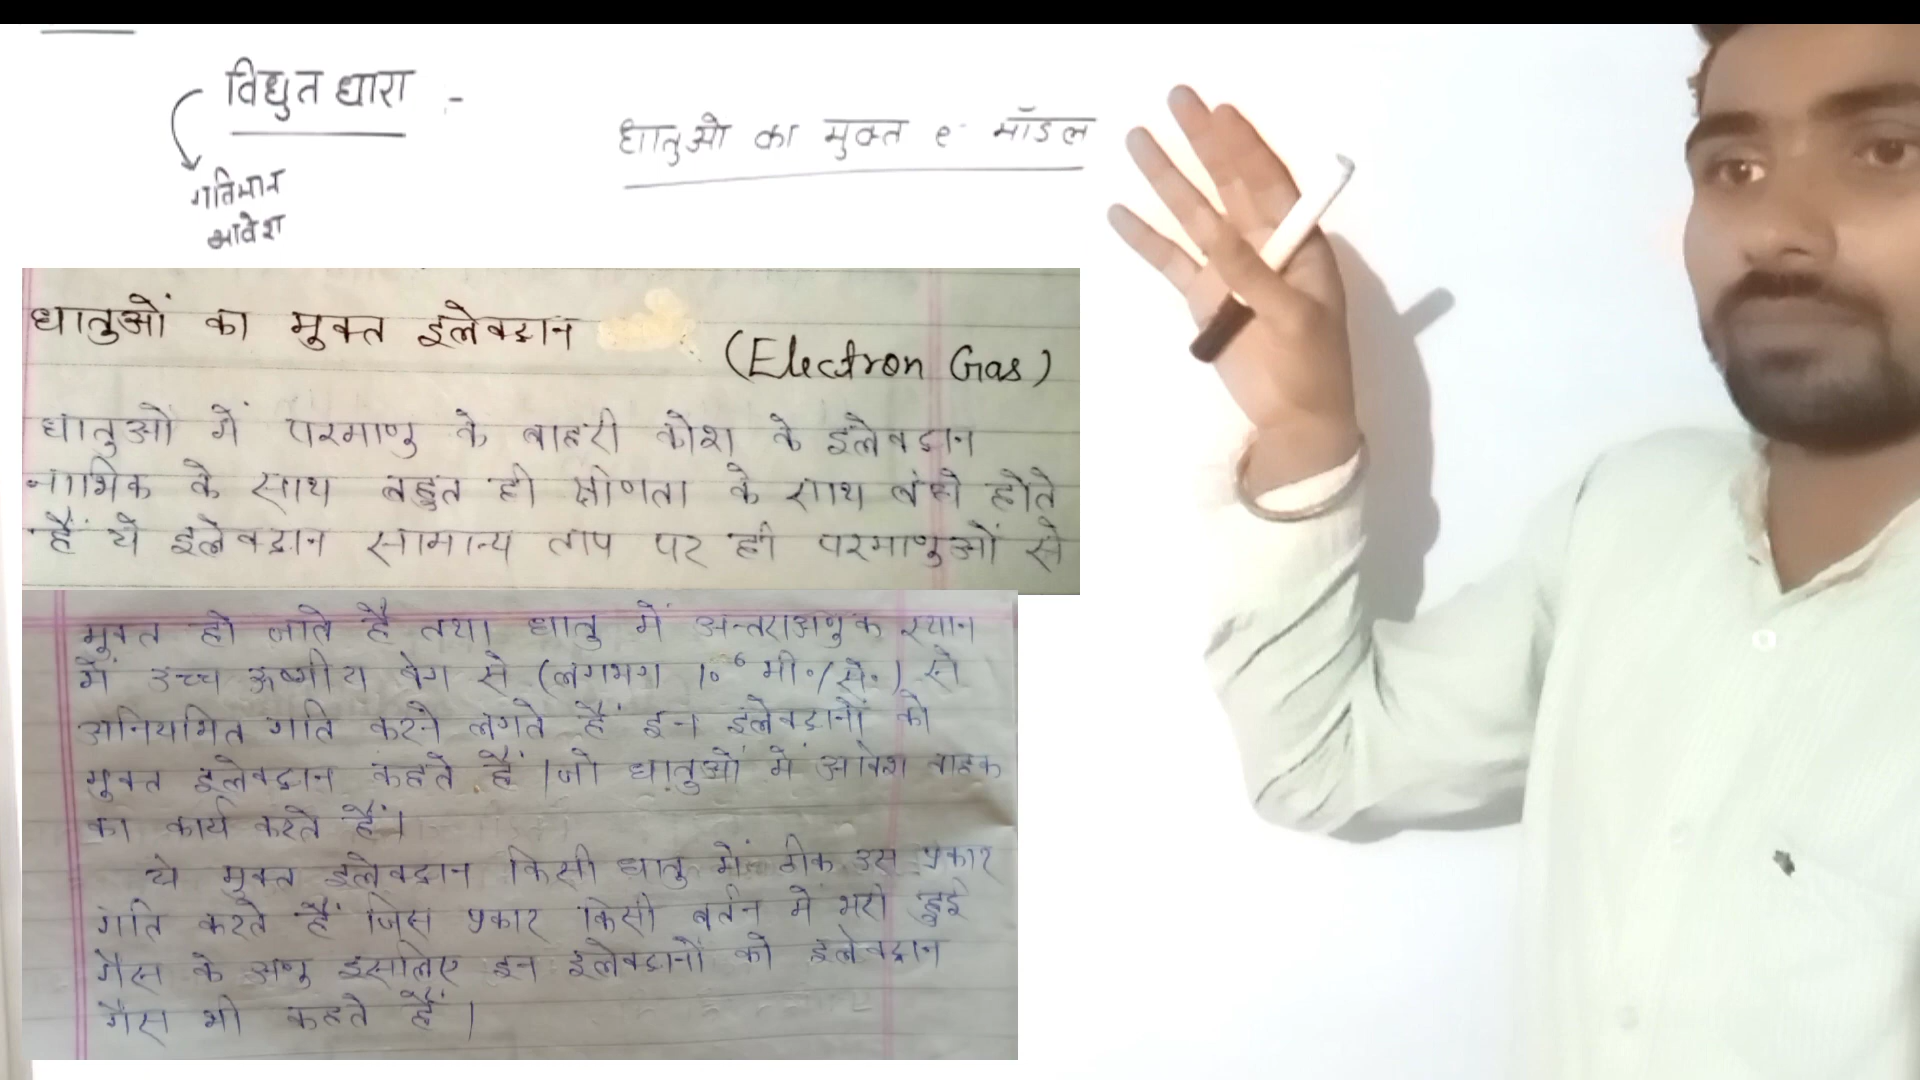 विद्युत धारा :-
गतिमान
आवेश
धातुओ का मुक्त e- मॉडल
धातुओं का मुक्त इलेक्ट्रान
(Electron Gas)
धातुओं में परमाणु के बाहरी कोश के इलेक्ट्रान
नाभिक के साथ बहुत ही क्षीणता के साथ बंधे होते
हैं ये इलेक्ट्रान सामान्य ताप पर ही परमाणुओं से
मुक्त हो जाते हैं तथा धातु में अन्तराअणुक स्थान
में उच्च ऊष्मीय वेग से (लगभग 10⁶ मी०/से०) से
अनियमित गति करने लगते हैं इन इलेक्ट्रानों को
मुक्त इलेक्ट्रान कहते हैं । जो धातुओं में आवेश वाहक
का कार्य करते हैं ।
ये मुक्त इलेक्ट्रान किसी धातु में ठीक उस प्रकार
गति करते हैं जिस प्रकार किसी बर्तन में भरी हुई
गैस के अणु इसलिए इन इलेक्ट्रानों को इलेक्ट्रान
गैस भी कहते हैं ।